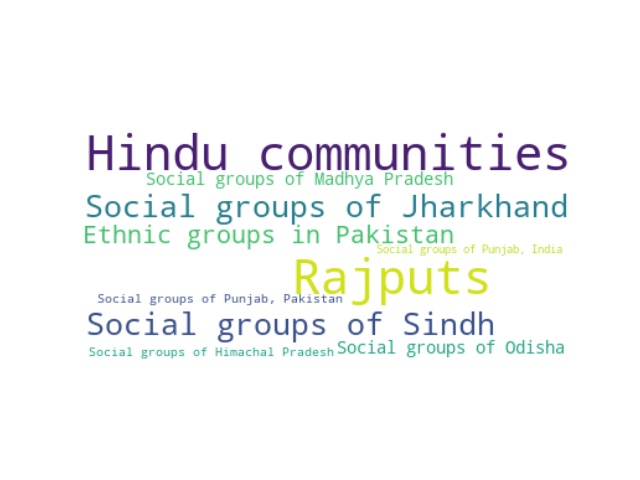 Hindu communities
Social groups of Madhya Pradesh
Social groups of Jharkhand
Ethnic groups in Pakistan
Social groups of Punjab, India
Rajputs
Social groups of Punjab, Pakistan
Social groups of Sindh
Social groups of Odisha
Social groups of Himachal Pradesh